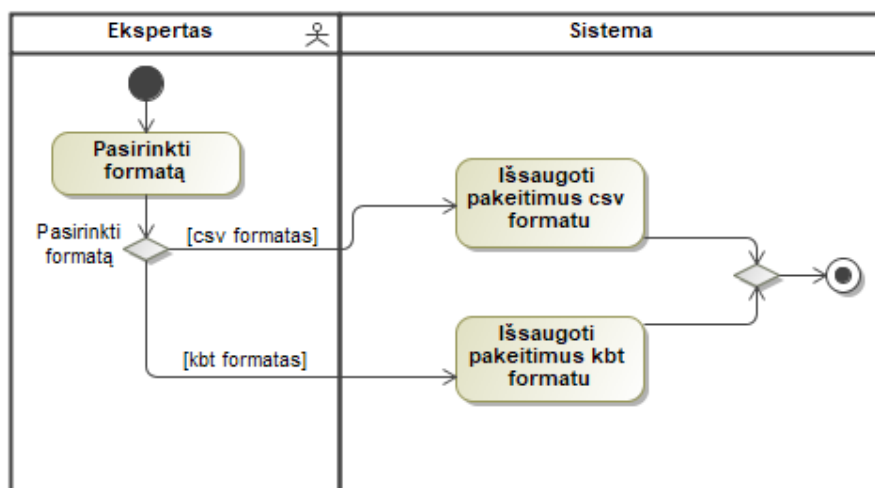 Ekspertas
Sistema
Pasirinkti
formatą
Pasirinkti
formatą
[csv formatas]
[kbt formatas]
Išsaugoti
pakeitimus csv
formatu
Išsaugoti
pakeitimus kbt
formatu